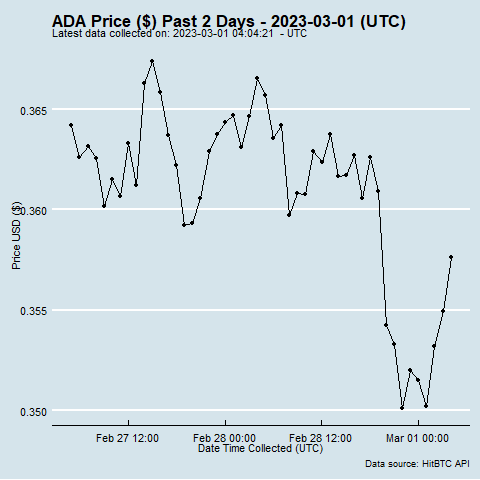 ADA Price ($) Past 2 Days - 2023-03-01 (UTC)
Latest data collected on: 2023-03-01 04:04:21 - UTC
Price USD ($)
0.365
0.360
0.355
0.350
Feb 27 12:00 Feb 28 00:00 Feb 28 12:00 Mar 01 00:00
Date Time Collected (UTC)
Data source: HitBTC API